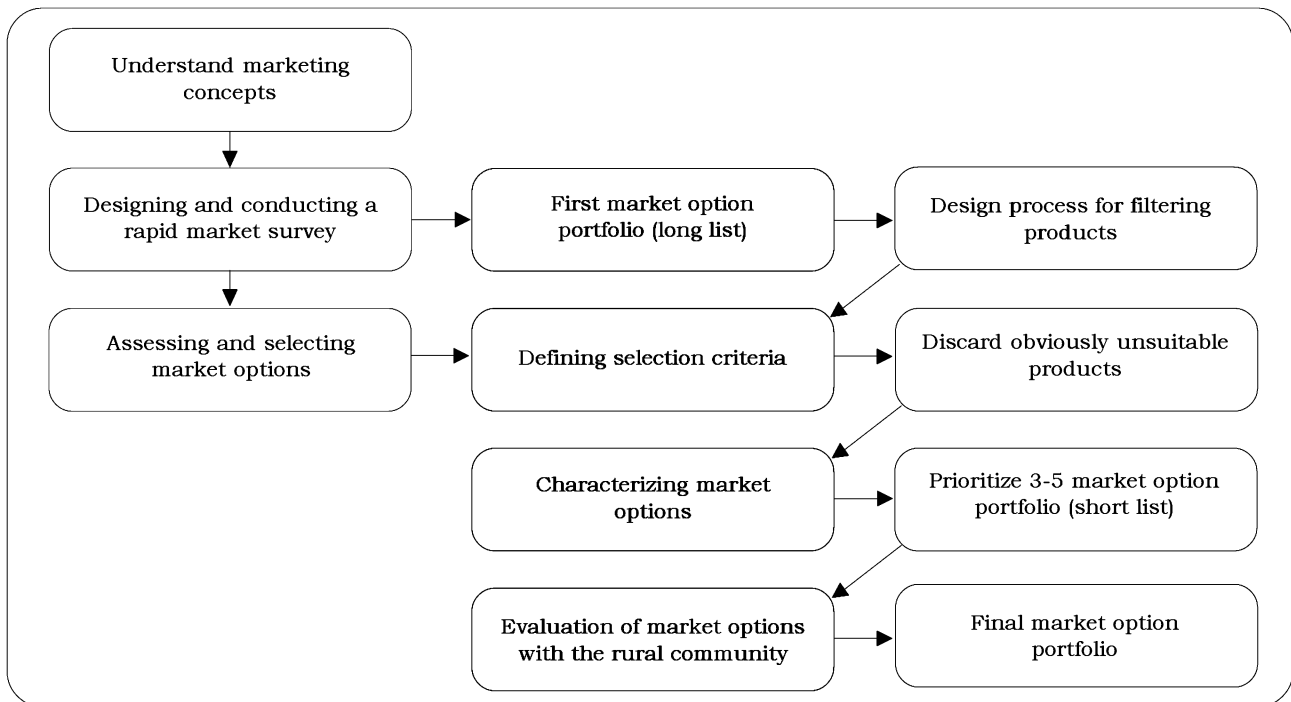 Understand marketing
concepts
Designing and conducting a
rapid market survey
First market option
portfolio (long list)
Design process for filtering
products
Assessing and selecting
market options
Defining selection criteria
Discard obviously unsuitable
products
Characterizing market
options
Prioritize 3-5 market option
portfolio (short list)
Evaluation of market options
with the rural community
Final market option
portfolio